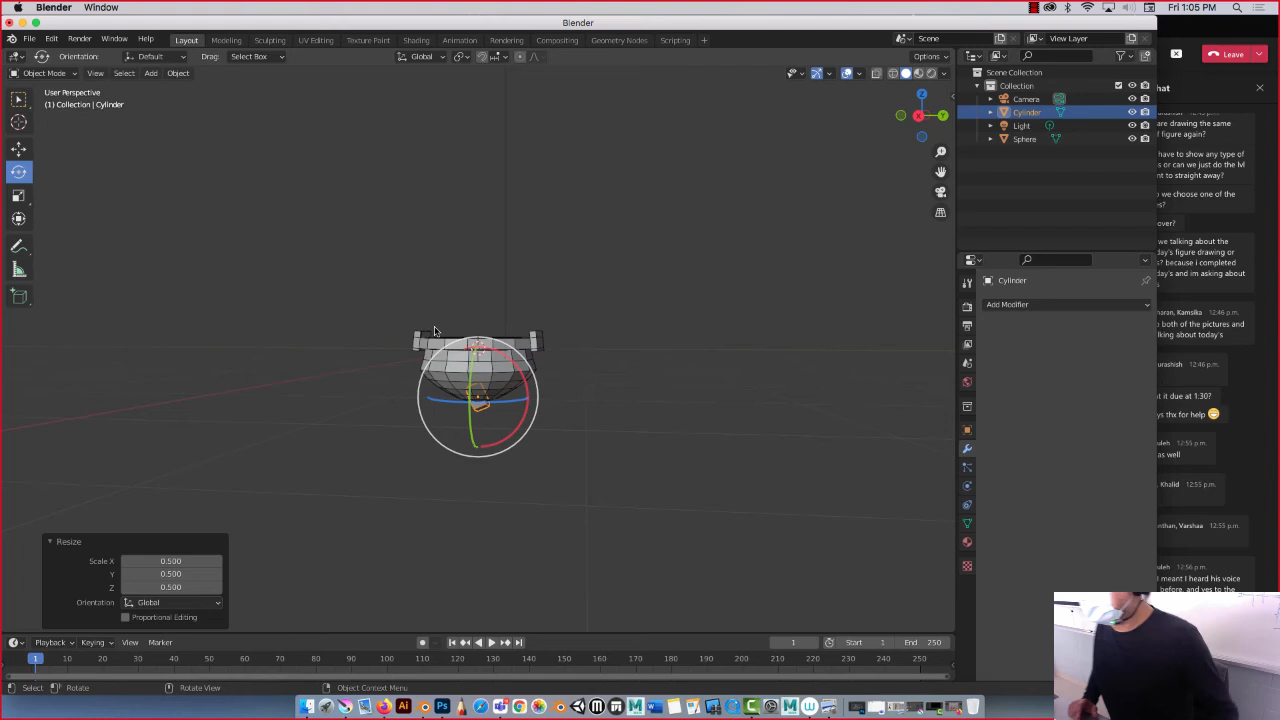 Blender Window Fri 1:05 PM
Blender
File Edit Render Window Help Layout Modeling Sculpting UV Editing Texture Paint Shading Animation Rendering Compositing Geometry Nodes Scripting + Scene View Layer
Orientation: Default Drag: Select Box Global Options Leave
Object Mode View Select Add Object
User Perspective
(1) Collection | Cylinder
Z
X Y
Scene Collection
Collection
Camera
Cylinder
Light
Sphere
Cylinder
Add Modifier
hat
are drawing the same
figure again?
have to show any type of
s or can we just do the lvl
nt to straight away?
o we choose one of the
es?
over?
we talking about the
day's figure drawing or
s? because i completed
day's and im asking about
haran, Kamsika 12:46 p.m.
o both of the pictures and
lking about today's
urashish 12:46 p.m.
t it due at 1:30?
ys thx for help
uleh 12:55 p.m.
as well
, Khalid 12:55 p.m.
nthan, Varshaa 12:55 p.m.
uleh 12:56 p.m.
I meant I heard his voice
before, and yes to the
Resize
Scale X 0.500
Y 0.500
Z 0.500
Orientation Global
Proportional Editing
Playback Keying View Marker 1 Start 1 End 250
1 10 20 30 40 50 60 70 80 90 100 110 120 130 140 150 160 170 180 190 200 210 220 230 240 250
Select Rotate Rotate View Object Context Menu